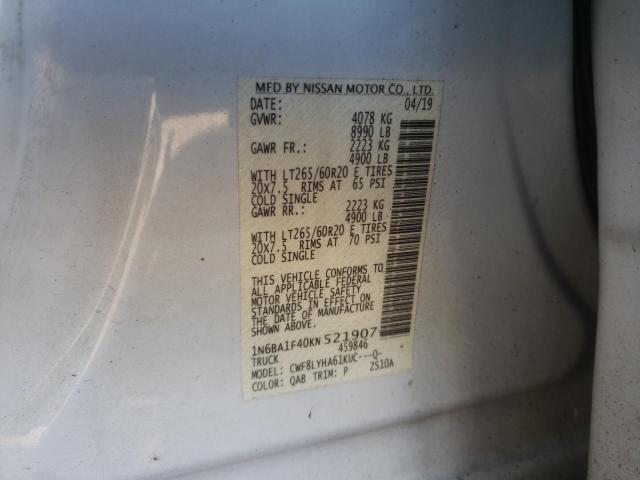 MFD BY NISSAN MOTOR CO., LTD.
DATE: 04/19
GVWR: 4078 KG
8990 LB
GAWR FR.: 2223 KG
4900 LB
WITH LT265/60R20 E TIRES
20X7.5 RIMS AT 65 PSI
COLD SINGLE
GAWR RR.: 2223 KG
4900 LB
WITH LT265/60R20 E TIRES
20X7.5 RIMS AT 70 PSI
COLD SINGLE
THIS VEHICLE CONFORMS TO
ALL APPLICABLE FEDERAL
MOTOR VEHICLE SAFETY
STANDARDS IN EFFECT ON
THE DATE OF MANUFACTURE
SHOWN ABOVE.
1N6BA1F40KN521907
TRUCK 459846
MODEL: CWF8LYHA61KUC---Q-
COLOR: QAB TRIM: P ZS10A